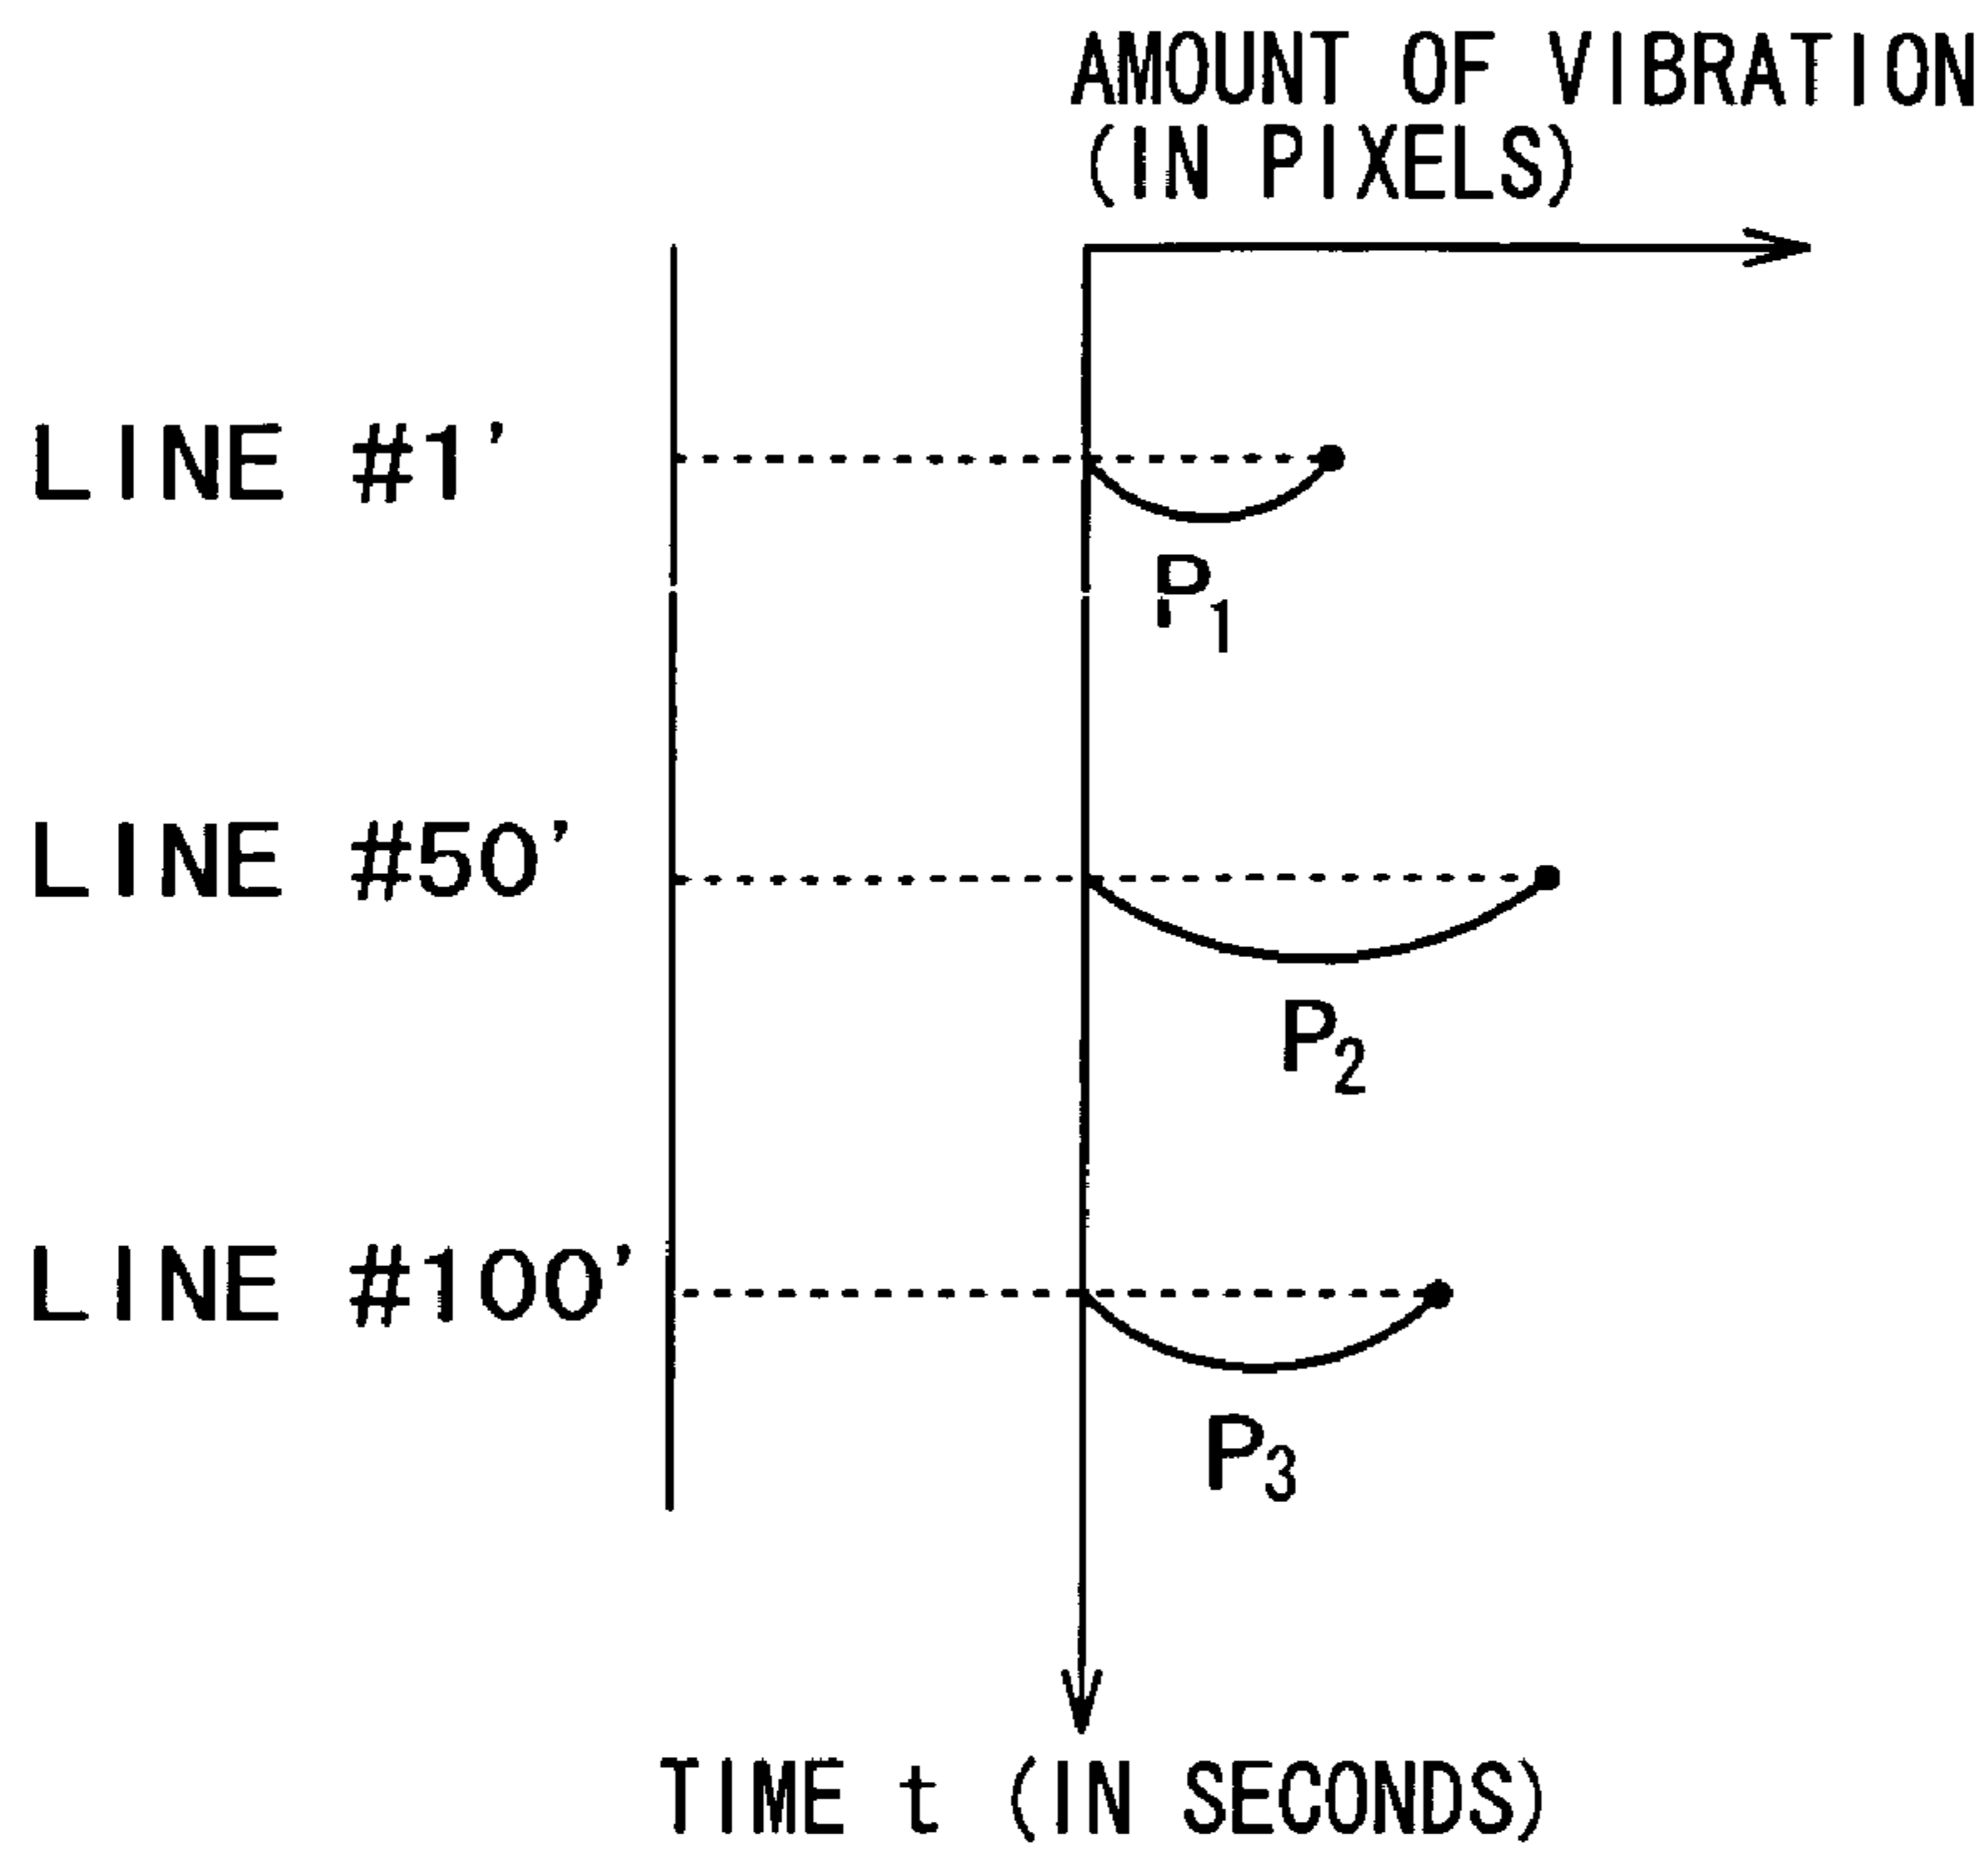 AMOUNT OF VIBRATION
(IN PIXELS)
LINE #1'
P1
LINE #50'
P2
LINE #100'
P3
TIME t (IN SECONDS)